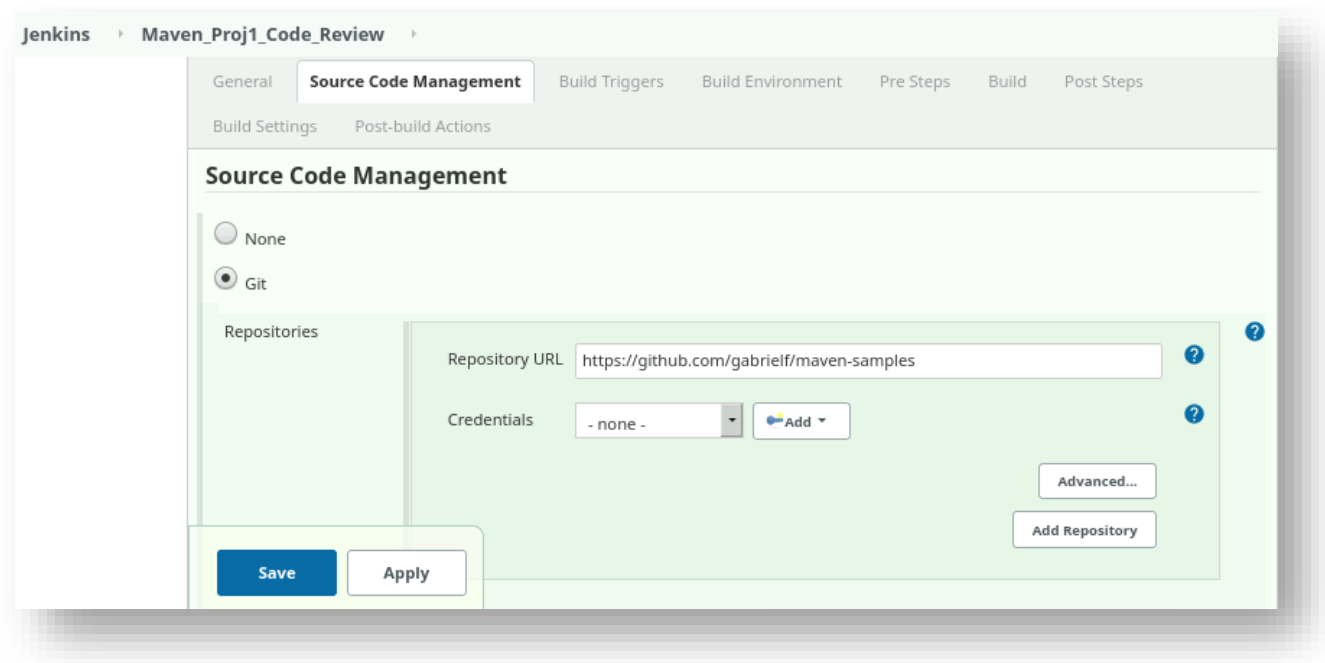 Jenkins Maven_Proj1_Code_Review
General Source Code Management Build Triggers Build Environment Pre Steps Build Post Steps
Build Settings Post-build Actions
Source Code Management
None
Git
Repositories
Repository URL https://github.com/gabrielf/maven-samples
Credentials - none - Add
Advanced...
Add Repository
Save Apply